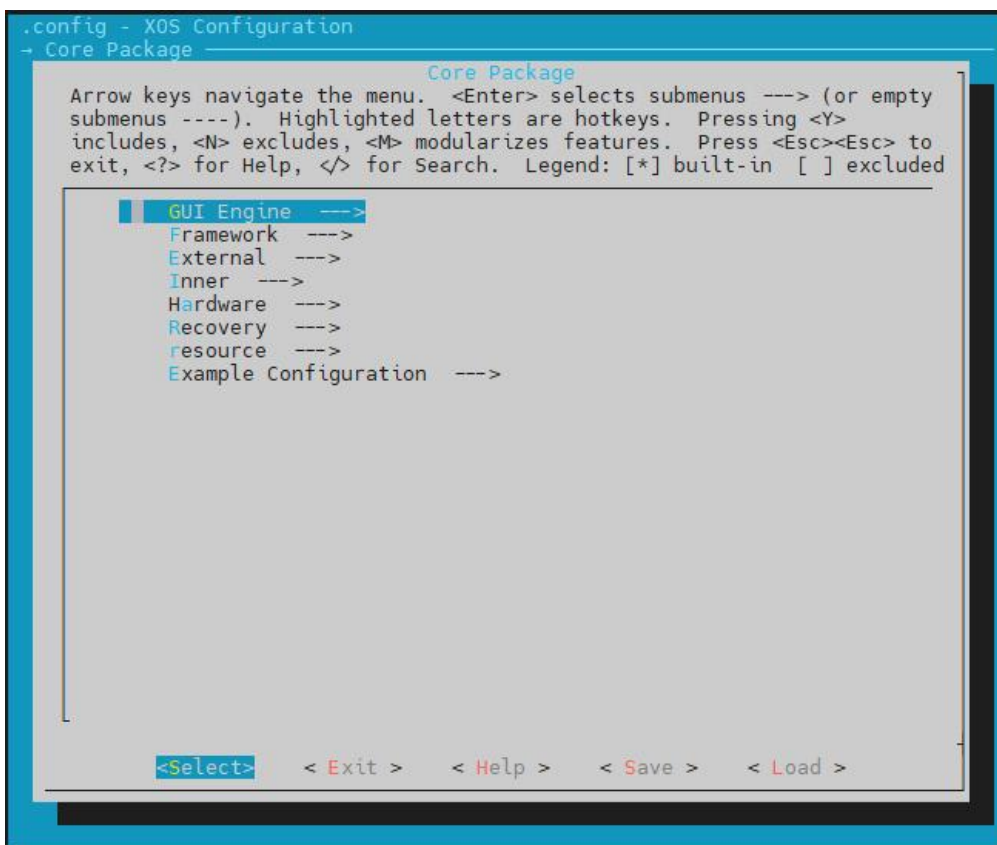 .config - XOS Configuration
→ Core Package
Core Package
Arrow keys navigate the menu.  <Enter> selects submenus ---> (or empty
submenus ----).  Highlighted letters are hotkeys.  Pressing <Y>
includes, <N> excludes, <M> modularizes features.  Press <Esc><Esc> to
exit, <?> for Help, </> for Search.  Legend: [*] built-in  [ ] excluded
GUI Engine  --->
Framework  --->
External  --->
Inner  --->
Hardware  --->
Recovery  --->
resource  --->
Example Configuration  --->
<Select>    < Exit >    < Help >    < Save >    < Load >